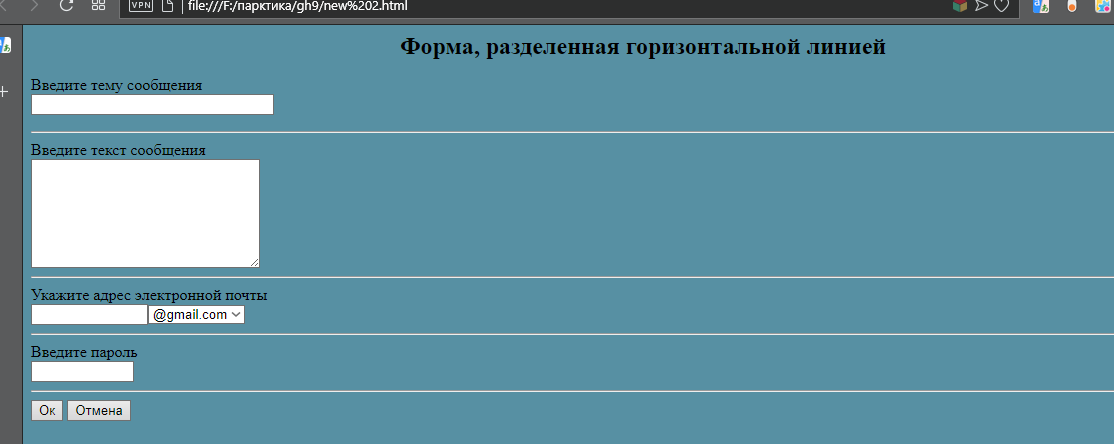 VPN file:///F:/парктика/gh9/new%202.html
Форма, разделенная горизонтальной линией
Введите тему сообщения
Введите текст сообщения
Укажите адрес электронной почты
@gmail.com
Введите пароль
Ок Отмена